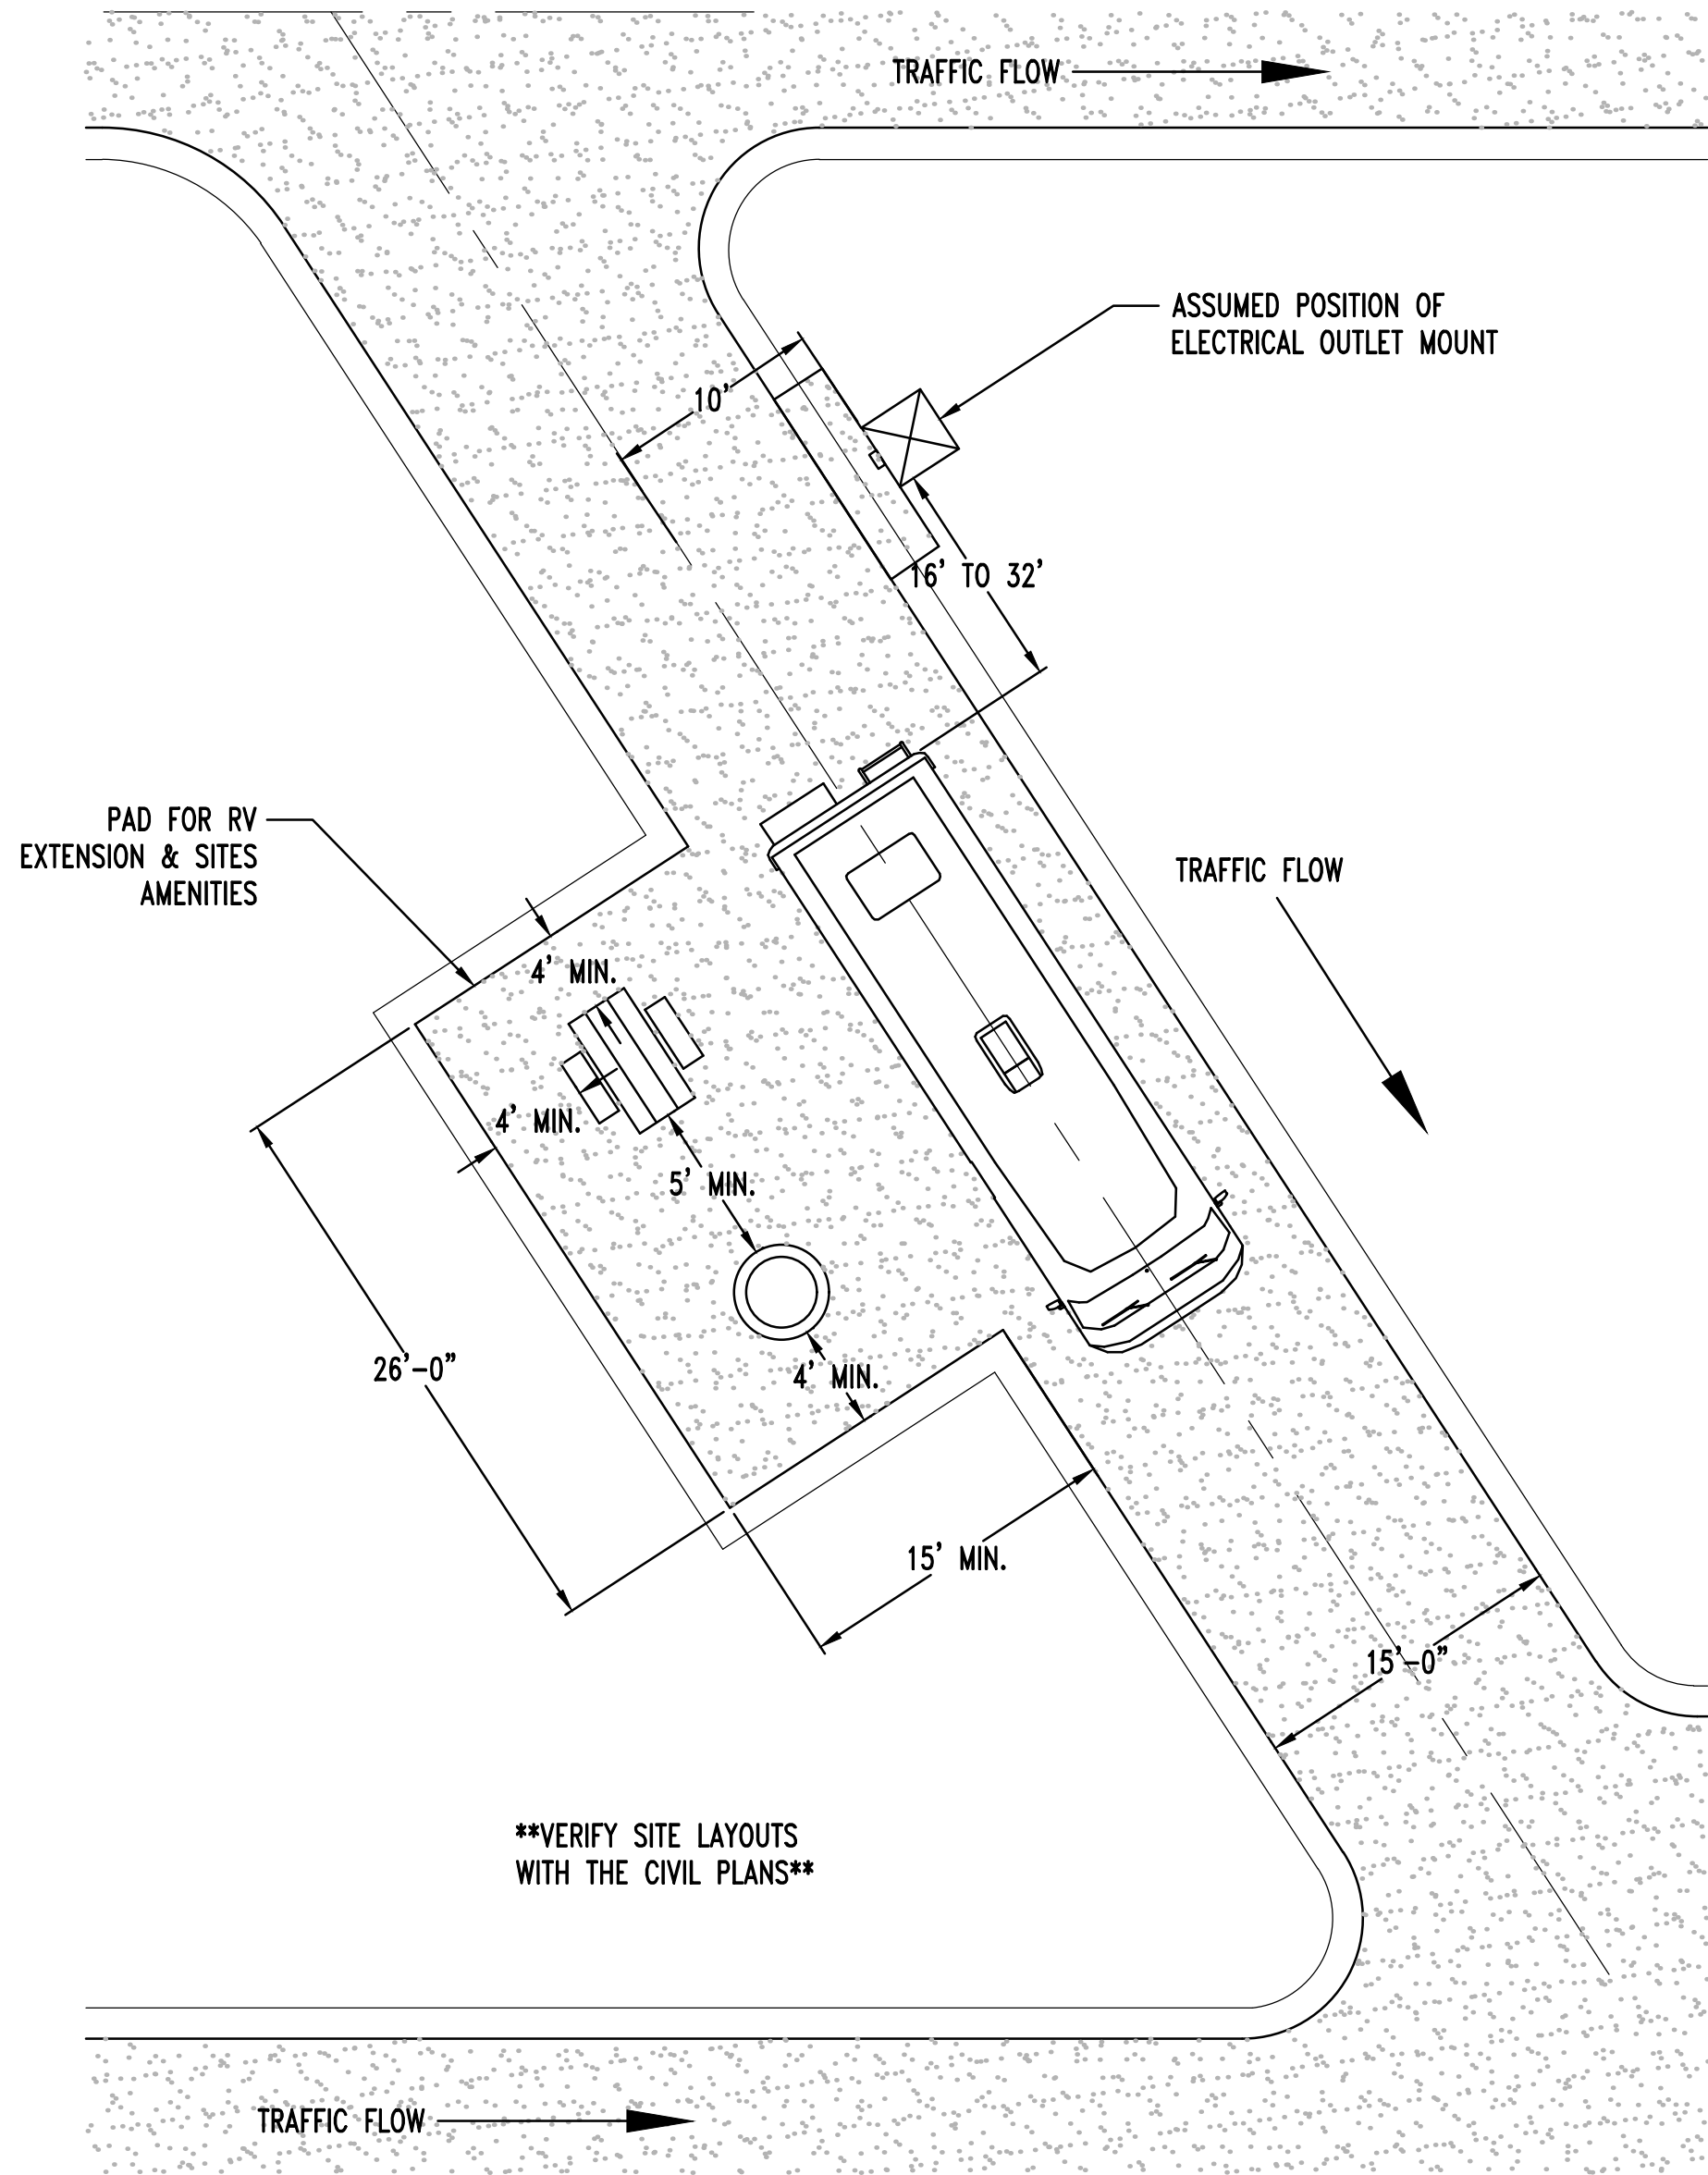 TRAFFIC FLOW
ASSUMED POSITION OF
ELECTRICAL OUTLET MOUNT
10'
16' TO 32'
PAD FOR RV
EXTENSION & SITES
AMENITIES
TRAFFIC FLOW
4' MIN.
4' MIN.
5' MIN.
26'-0"
4' MIN.
15' MIN.
15'-0"
**VERIFY SITE LAYOUTS
WITH THE CIVIL PLANS**
TRAFFIC FLOW